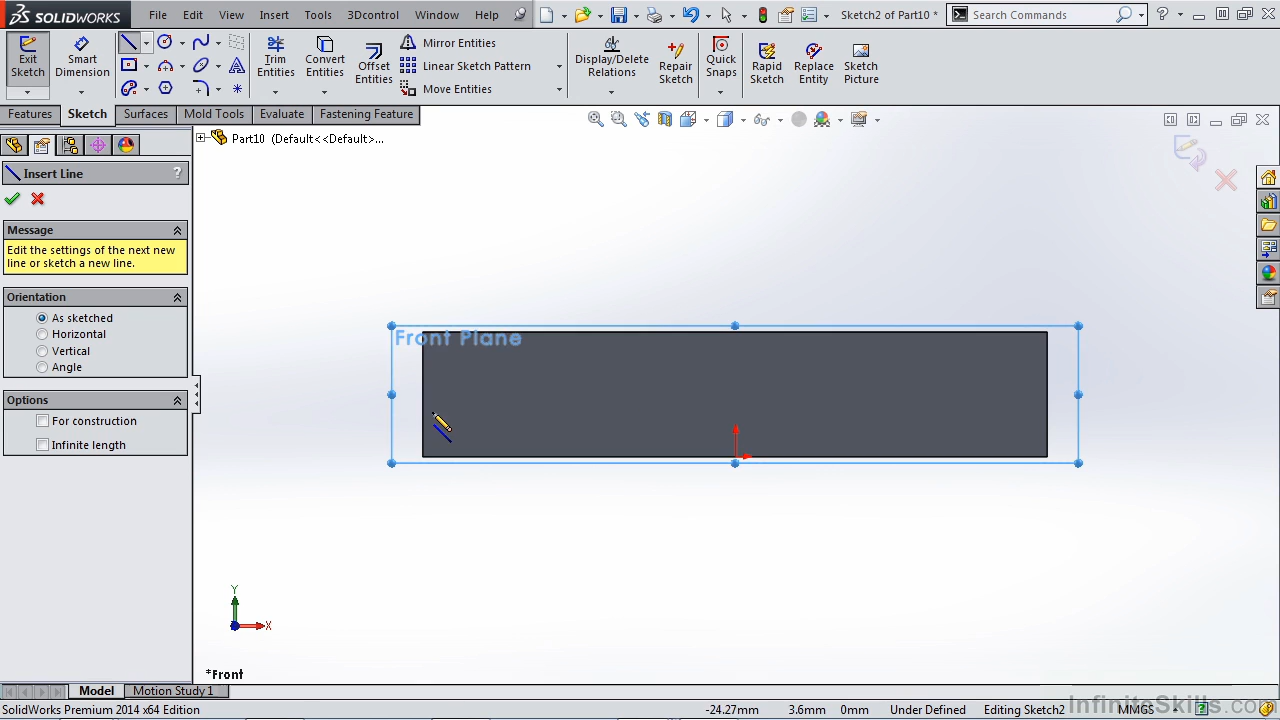 SOLIDWORKS File Edit View Insert Tools 3Dcontrol Window Help Sketch2 of Part10 * Search Commands
Exit Sketch
Smart Dimension
Trim Entities
Convert Entities
Offset Entities
Mirror Entities
Linear Sketch Pattern
Move Entities
Display/Delete Relations
Repair Sketch
Quick Snaps
Rapid Sketch
Replace Entity
Sketch Picture
Features Sketch Surfaces Mold Tools Evaluate Fastening Feature
Part10 (Default<<Default>...
Insert Line ?
Message
Edit the settings of the next new
line or sketch a new line.
Orientation
As sketched
Horizontal
Vertical
Angle
Options
For construction
Infinite length
Front Plane
Y
X
*Front
Model Motion Study 1
SolidWorks Premium 2014 x64 Edition -24.27mm 3.6mm 0mm Under Defined Editing Sketch2 MMGS
InfiniteSkills.com